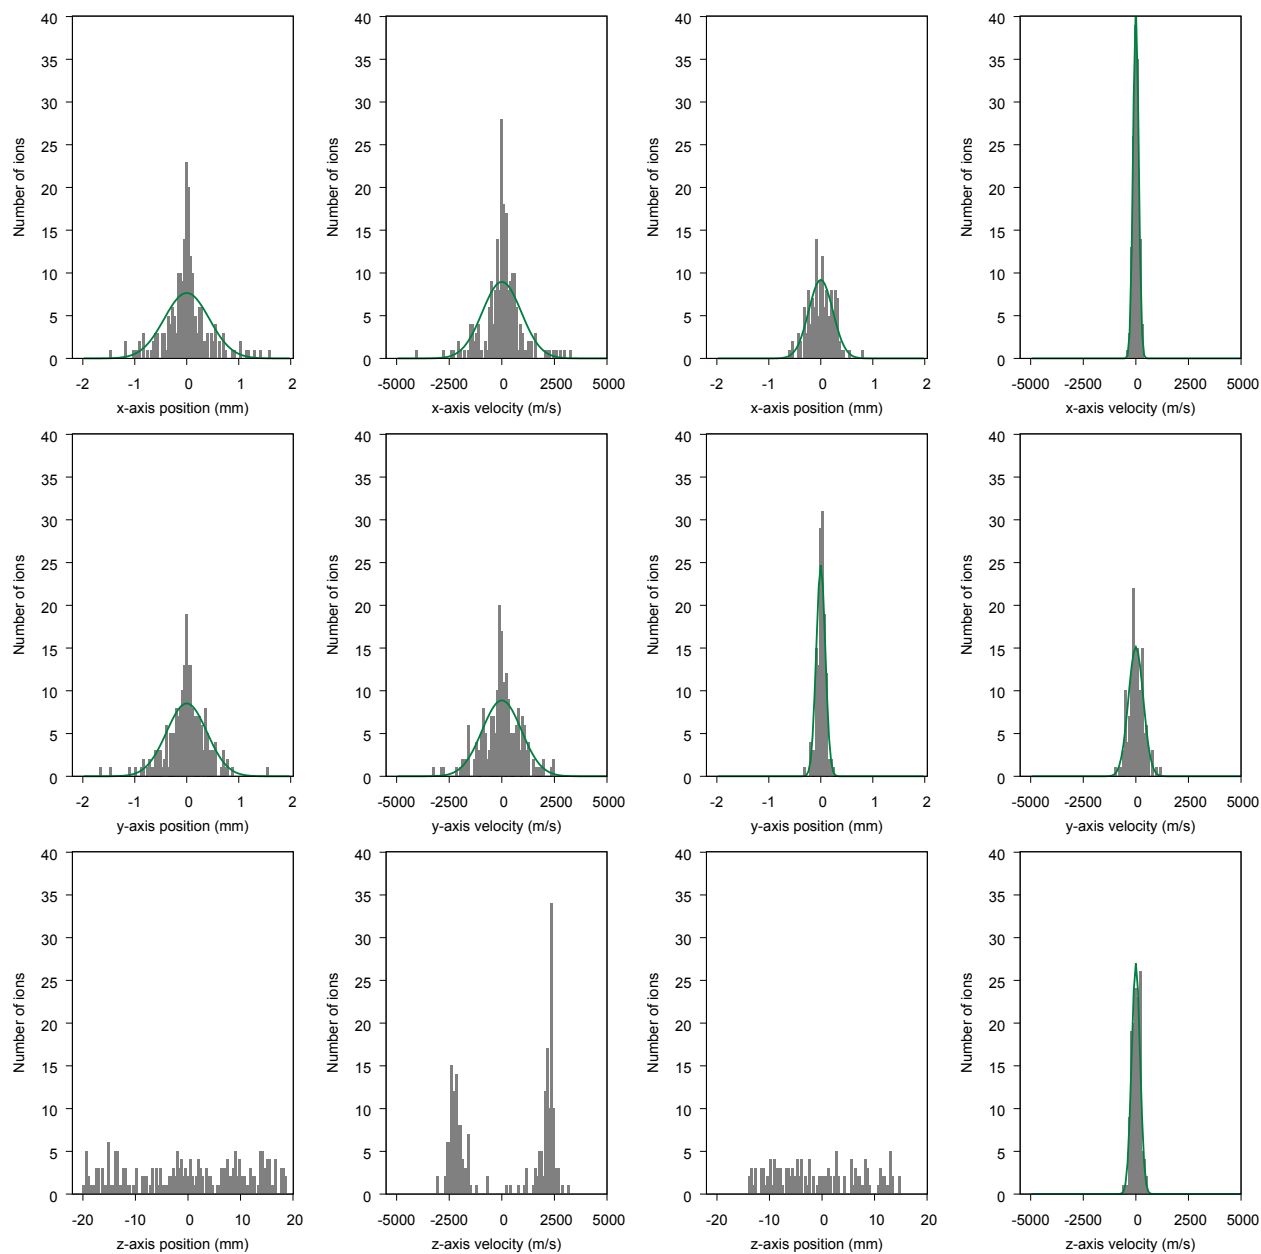 40 40 40 40
35 35 35 35
30 30 30 30
25 25 25 25
20 20 20 20
15 15 15 15
10 10 10 10
5 5 5 5
0 0 0 0
Number of ions Number of ions Number of ions Number of ions
-2 -1 0 1 2 -5000 -2500 0 2500 5000 -2 -1 0 1 2 -5000 -2500 0 2500 5000
x-axis position (mm) x-axis velocity (m/s) x-axis position (mm) x-axis velocity (m/s)
40 40 40 40
35 35 35 35
30 30 30 30
25 25 25 25
20 20 20 20
15 15 15 15
10 10 10 10
5 5 5 5
0 0 0 0
Number of ions Number of ions Number of ions Number of ions
-2 -1 0 1 2 -5000 -2500 0 2500 5000 -2 -1 0 1 2 -5000 -2500 0 2500 5000
y-axis position (mm) y-axis velocity (m/s) y-axis position (mm) y-axis velocity (m/s)
40 40 40 40
35 35 35 35
30 30 30 30
25 25 25 25
20 20 20 20
15 15 15 15
10 10 10 10
5 5 5 5
0 0 0 0
Number of ions Number of ions Number of ions Number of ions
-20 -10 0 10 20 -5000 -2500 0 2500 5000 -20 -10 0 10 20 -5000 -2500 0 2500 5000
z-axis position (mm) z-axis velocity (m/s) z-axis position (mm) z-axis velocity (m/s)